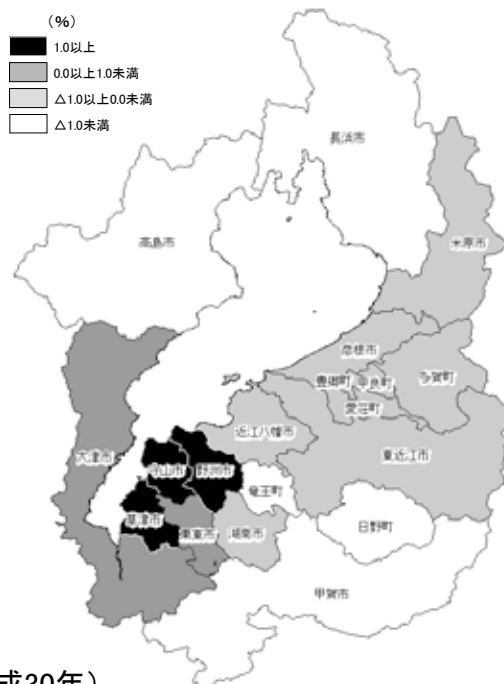 (%)
1.0以上
0.0以上1.0未満
△1.0以上0.0未満
△1.0未満
長浜市
高島市
米原市
彦根市
豊郷町
甲良町
多賀町
愛荘町
近江八幡市
東近江市
大津市
守山市
野洲市
竜王町
草津市
栗東市
湖南市
日野町
甲賀市
成30年)